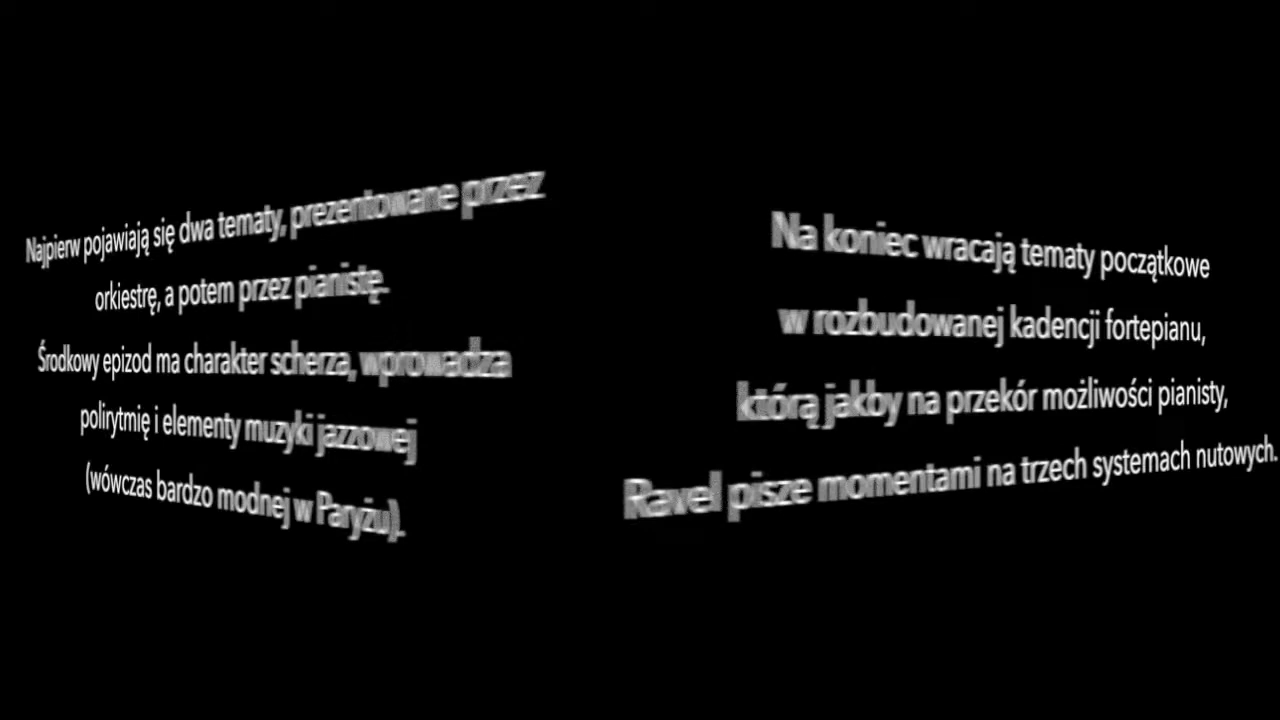 Najpierw pojawiają się dwa tematy, prezentowane przez
orkiestrę, a potem przez pianistę.
Środkowy epizod ma charakter scherza, wprowadza
polirytmię i elementy muzyki jazzowej
(wówczas bardzo modnej w Paryżu).
Na koniec wracają tematy początkowe
w rozbudowanej kadencji fortepianu,
którą jakby na przekór możliwości pianisty,
Ravel pisze momentami na trzech systemach nutowych.